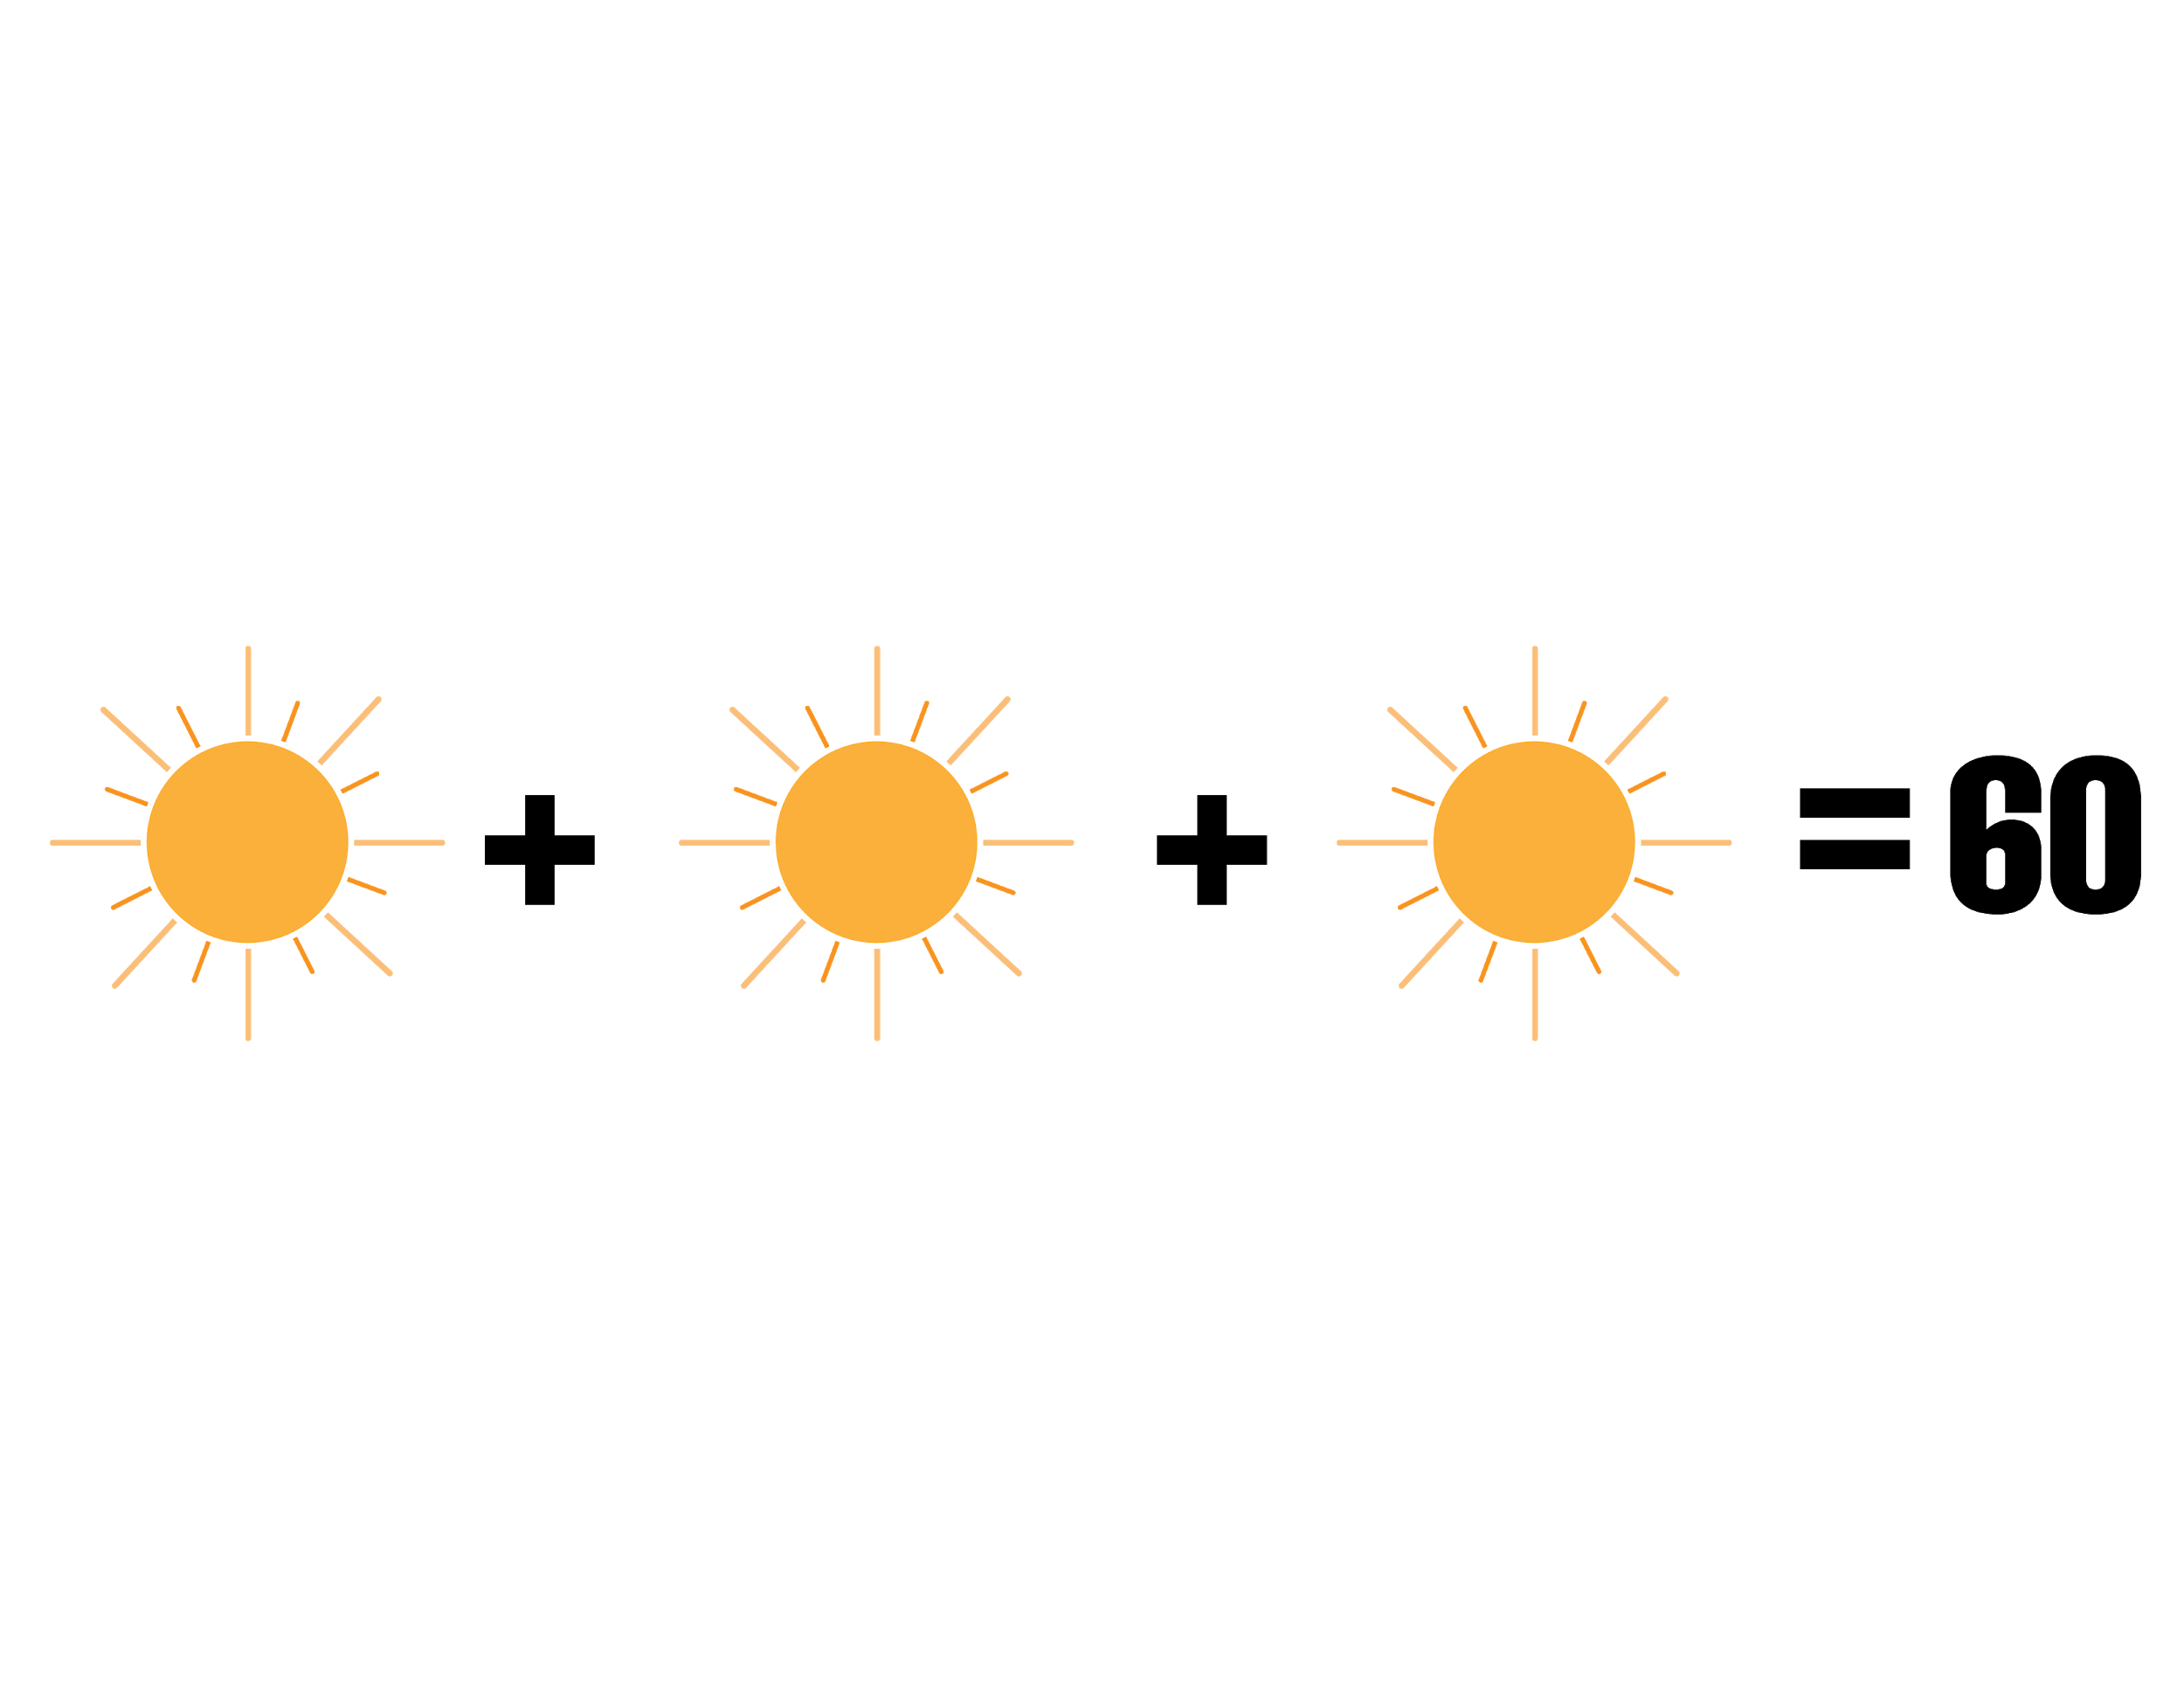 + + = 60